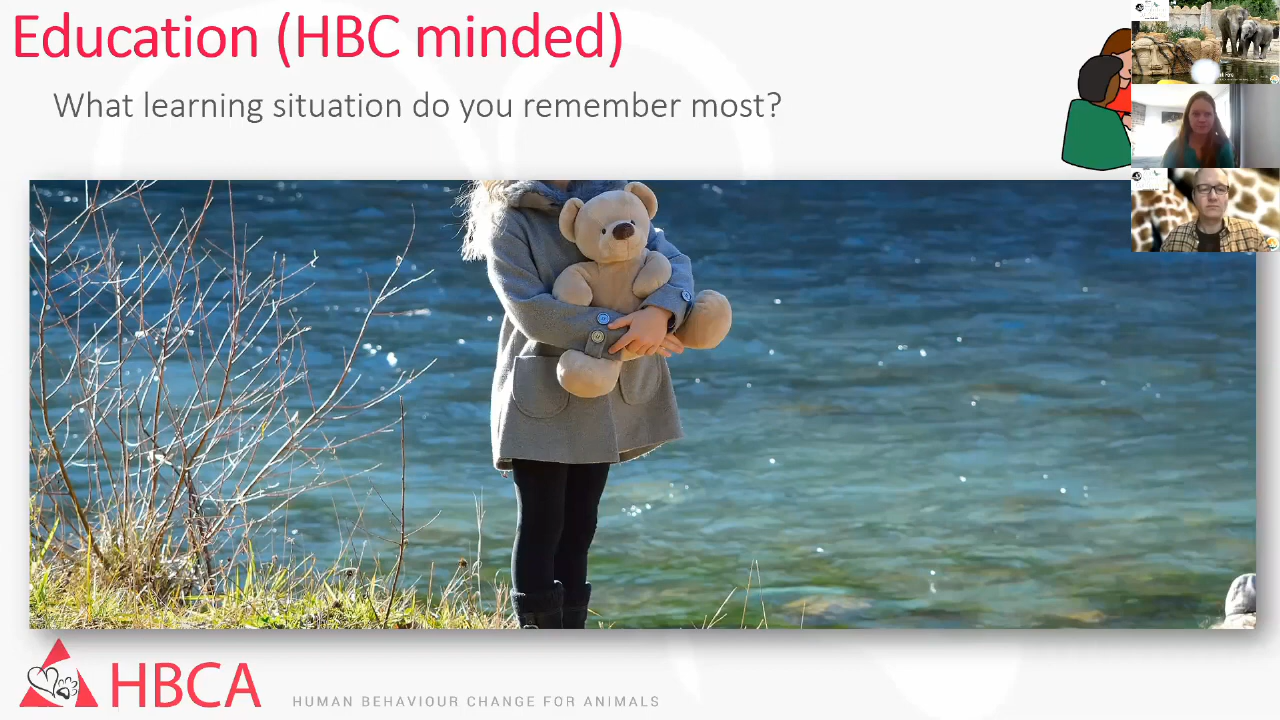 Education (HBC minded)
What learning situation do you remember most?
HBCA
HUMAN BEHAVIOUR CHANGE FOR ANIMALS